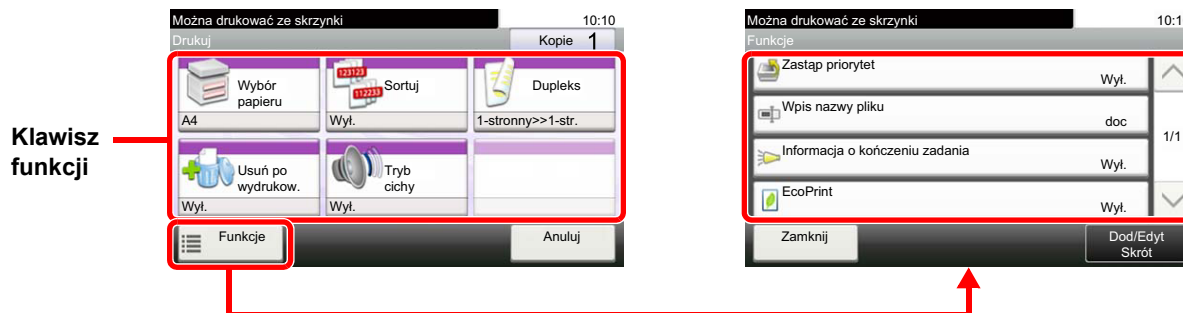 Klawisz
funkcji
Można drukować ze skrzynki 10:10
Drukuj Kopie 1
123123
112233
Wybór
papieru
A4
Sortuj
Wył.
Dupleks
1-stronny>>1-str.
Usuń po
wydrukow.
Wył.
Tryb
cichy
Wył.
Funkcje Anuluj
Można drukować ze skrzynki
Funkcje
Zastąp priorytet
Wył.
Wpis nazwy pliku
doc
1/1
Informacja o kończeniu zadania
Wył.
EcoPrint
Wył.
Zamknij
Dod/Edyt
Skrót